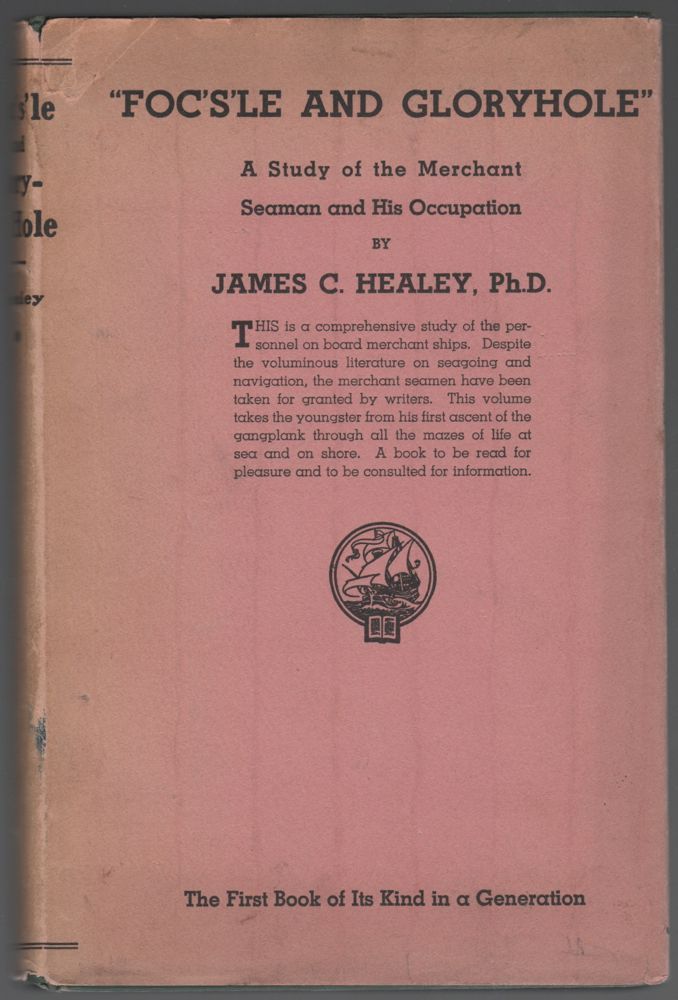 "FOC'S'LE AND GLORYHOLE"
A Study of the Merchant
Seaman and His Occupation
BY
JAMES C. HEALEY, Ph.D.
THIS is a comprehensive study of the per-
sonnel on board merchant ships. Despite
the voluminous literature on seagoing and
navigation, the merchant seamen have been
taken for granted by writers. This volume
takes the youngster from his first ascent of the
gangplank through all the mazes of life at
sea and on shore. A book to be read for
pleasure and to be consulted for information.
The First Book of Its Kind in a Generation